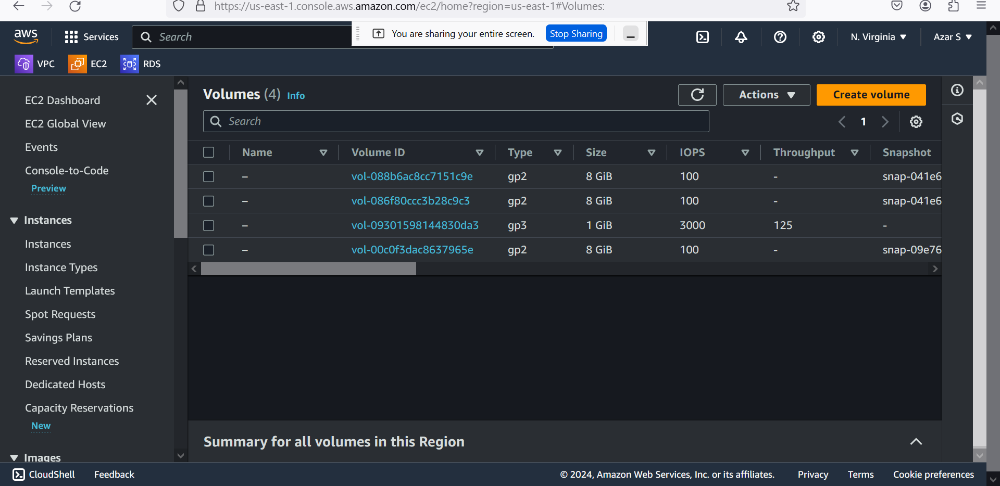 https://us-east-1.console.aws.amazon.com/ec2/home?region=us-east-1#Volumes:
aws
Services
Search
You are sharing your entire screen.
Stop Sharing
N. Virginia
Azar S
VPC
EC2
RDS
EC2 Dashboard
EC2 Global View
Events
Console-to-Code
Preview
Instances
Instances
Instance Types
Launch Templates
Spot Requests
Savings Plans
Reserved Instances
Dedicated Hosts
Capacity Reservations
New
Images
Volumes (4) Info
Actions
Create volume
Search
1
Name Volume ID Type Size IOPS Throughput Snapshot
– vol-088b6ac8cc7151c9e gp2 8 GiB 100 - snap-041e6
– vol-086f80ccc3b28c9c3 gp2 8 GiB 100 - snap-041e6
– vol-09301598144830da3 gp3 1 GiB 3000 125 -
– vol-00c0f3dac8637965e gp2 8 GiB 100 - snap-09e76
Summary for all volumes in this Region
CloudShell Feedback © 2024, Amazon Web Services, Inc. or its affiliates. Privacy Terms Cookie preferences